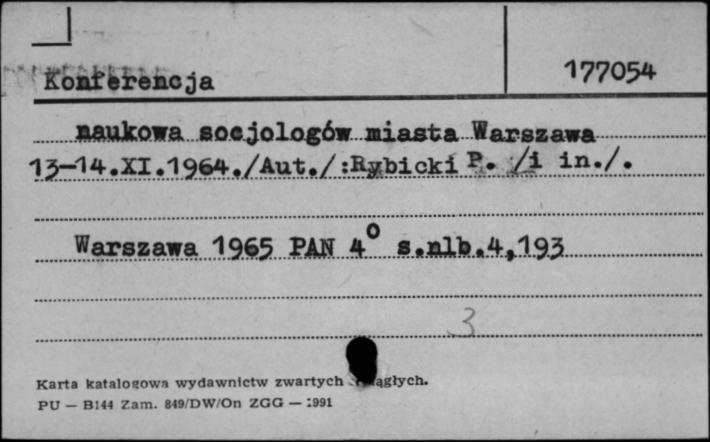 Konferencja 177054
naukowa socjologów miasta Warszawa
13-14.XI.1964./Aut./:Rybicki P. /i in./.
Warszawa 1965 PAN 4° s.nlb.4,193
3
Karta katalogowa wydawnictw zwartych
PU — B144 Zam. 849/DW/On ZGG — 1991